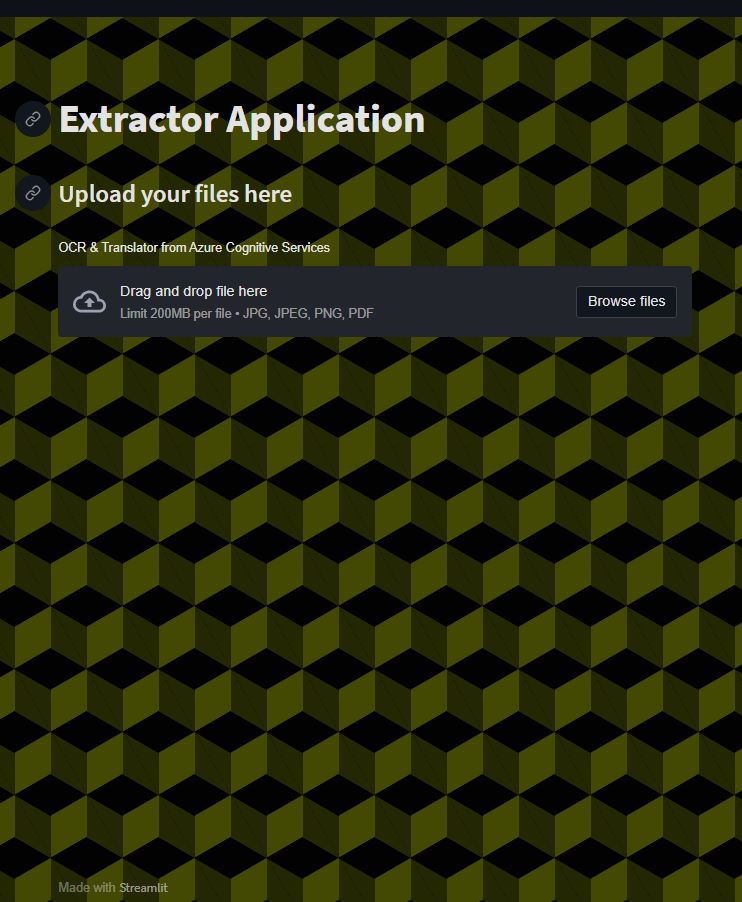 Extractor Application
Upload your files here
OCR & Translator from Azure Cognitive Services
Drag and drop file here
Limit 200MB per file • JPG, JPEG, PNG, PDF
Browse files
Made with Streamlit